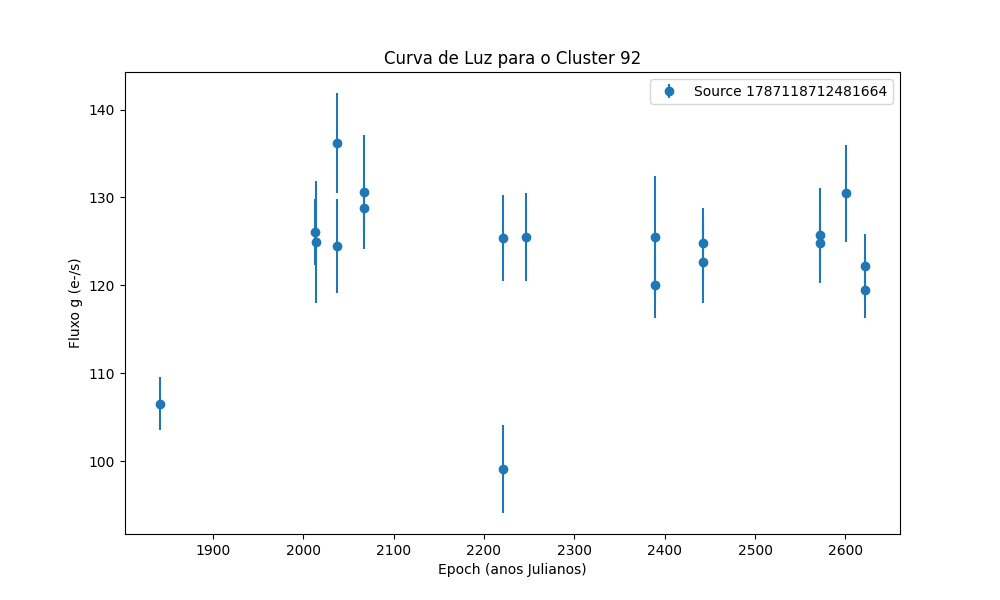 Curva de Luz para o Cluster 92
Source 1787118712481664
140
130
120
110
100
Fluxo g (e-/s)
1900 2000 2100 2200 2300 2400 2500 2600
Epoch (anos Julianos)